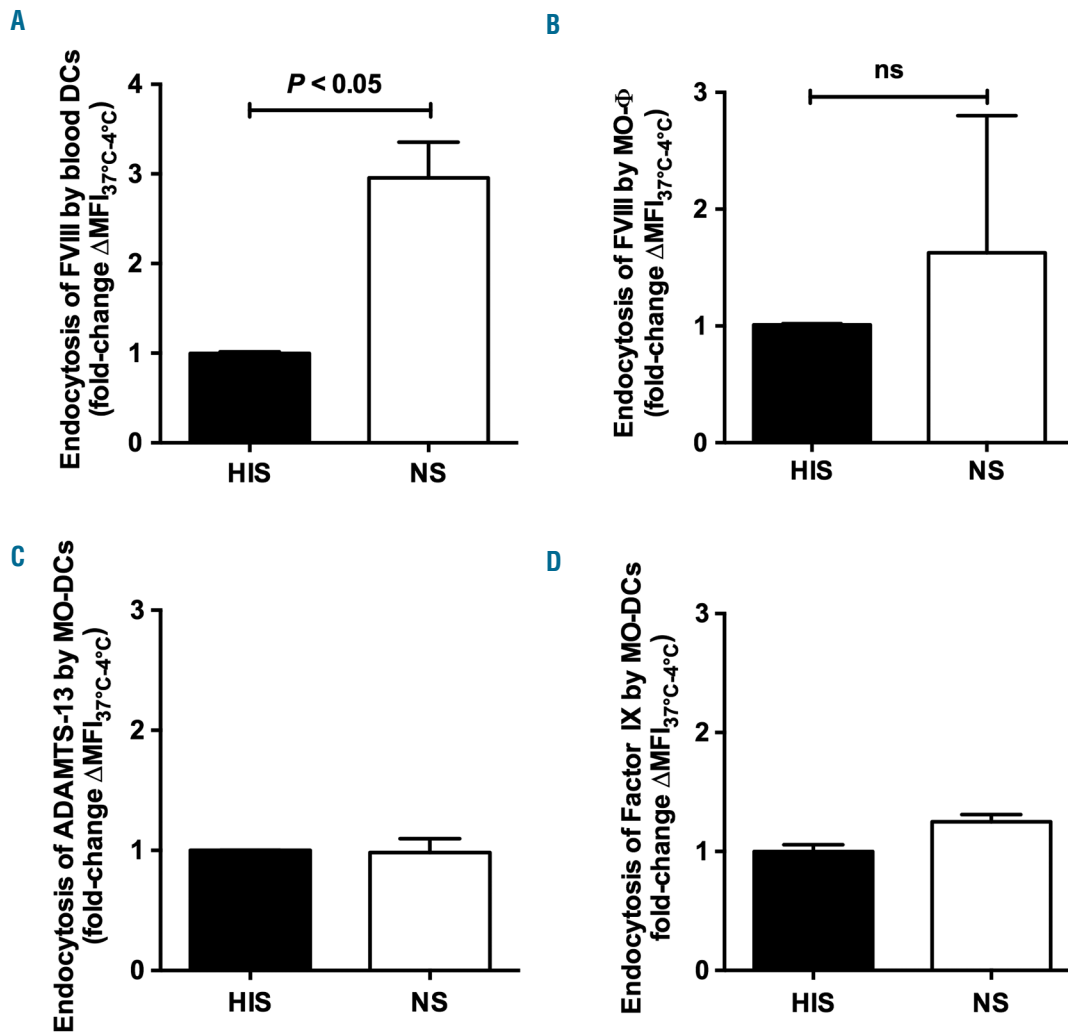 A
Endocytosis of FVIII by blood DCs
(fold-change ΔMFI37°C-4°C)
P < 0.05
4
3
2
1
0
HIS
NS
B
Endocytosis of FVIII by MO-Φ
(fold-change ΔMFI37°C-4°C)
ns
3
2
1
0
HIS
NS
C
Endocytosis of ADAMTS-13 by MO-DCs
(fold-change ΔMFI37°C-4°C)
3
2
1
0
HIS
NS
D
Endocytosis of Factor IX by MO-DCs
fold-change ΔMFI37°C-4°C)
3
2
1
0
HIS
NS